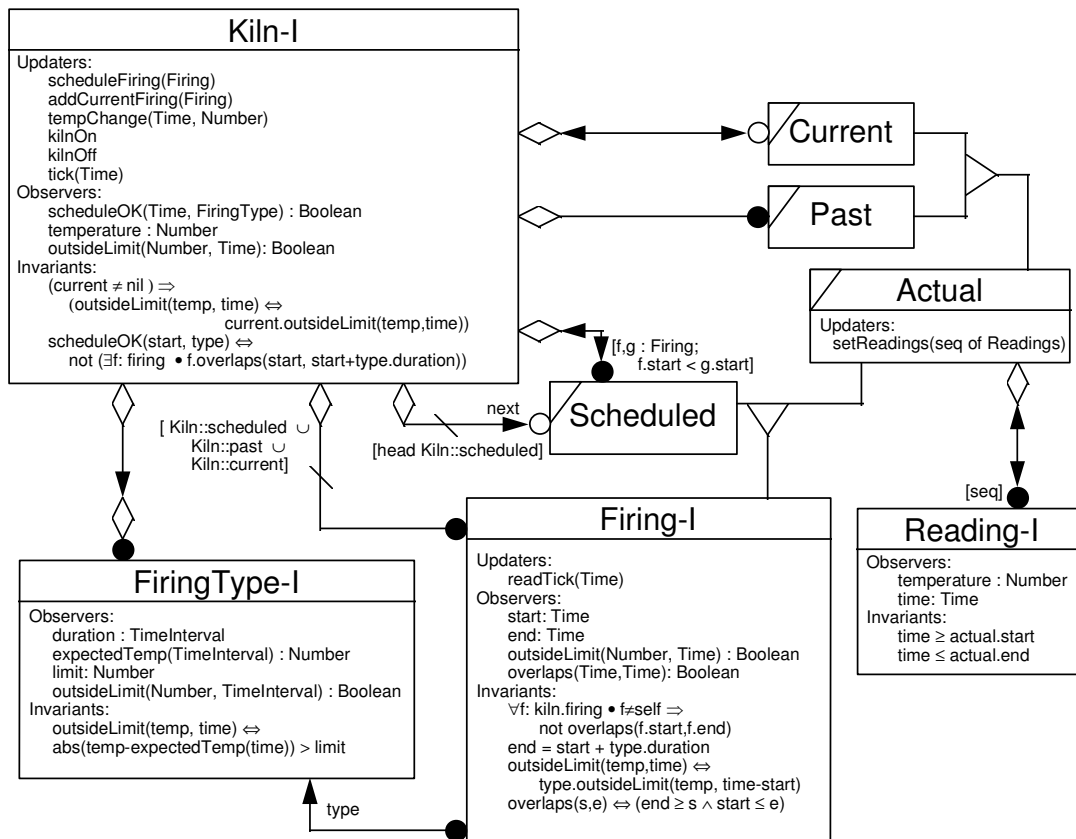 Kiln-I
Updaters:
scheduleFiring(Firing)
addCurrentFiring(Firing)
tempChange(Time, Number)
kilnOn
kilnOff
tick(Time)
Observers:
scheduleOK(Time, FiringType) : Boolean
temperature : Number
outsideLimit(Number, Time): Boolean
Invariants:
(current ≠ nil ) ⇒
(outsideLimit(temp, time) ⇔
current.outsideLimit(temp,time))
scheduleOK(start, type) ⇔
not (∃f: firing • f.overlaps(start, start+type.duration))
Current
Past
Actual
Updaters:
setReadings(seq of Readings)
[f,g : Firing;
f.start < g.start]
Scheduled
next
[head Kiln::scheduled]
[ Kiln::scheduled ∪
Kiln::past ∪
Kiln::current]
[seq]
Reading-I
Observers:
temperature : Number
time: Time
Invariants:
time ≥ actual.start
time ≤ actual.end
Firing-I
Updaters:
readTick(Time)
Observers:
start: Time
end: Time
outsideLimit(Number, Time) : Boolean
overlaps(Time,Time): Boolean
Invariants:
∀f: kiln.firing • f≠self ⇒
not overlaps(f.start,f.end)
end = start + type.duration
outsideLimit(temp,time) ⇔
type.outsideLimit(temp, time-start)
overlaps(s,e) ⇔ (end ≥ s ∧ start ≤ e)
FiringType-I
Observers:
duration : TimeInterval
expectedTemp(TimeInterval) : Number
limit: Number
outsideLimit(Number, TimeInterval) : Boolean
Invariants:
outsideLimit(temp, time) ⇔
abs(temp-expectedTemp(time)) > limit
type